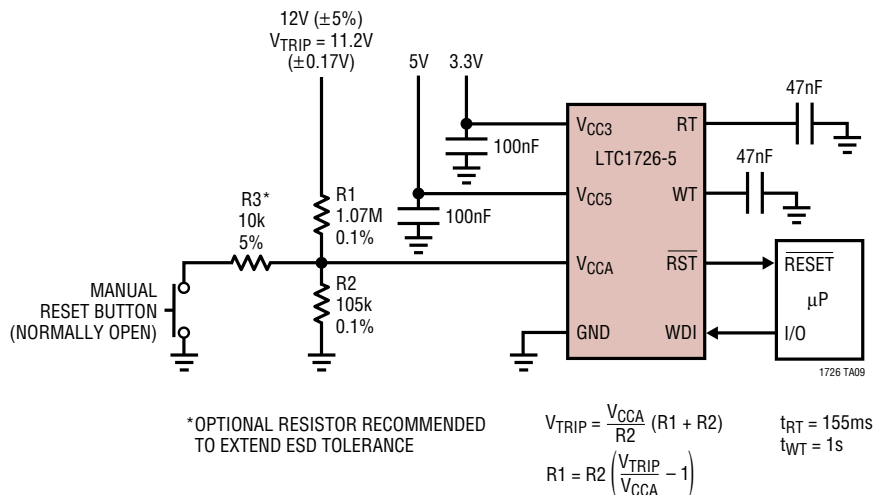 12V (±5%)
VTRIP = 11.2V
(±0.17V)
5V
3.3V
47nF
VCC3
RT
100nF
LTC1726-5
47nF
R3*
10k
5%
R1
1.07M
0.1%
VCC5
WT
100nF
VCCA
RST
RESET
MANUAL
RESET BUTTON
(NORMALLY OPEN)
R2
105k
0.1%
µP
GND
WDI
I/O
1726 TA09
*OPTIONAL RESISTOR RECOMMENDED
TO EXTEND ESD TOLERANCE
VTRIP = VCCA/R2 (R1 + R2)
R1 = R2 (VTRIP/VCCA – 1)
tRT = 155ms
tWT = 1s